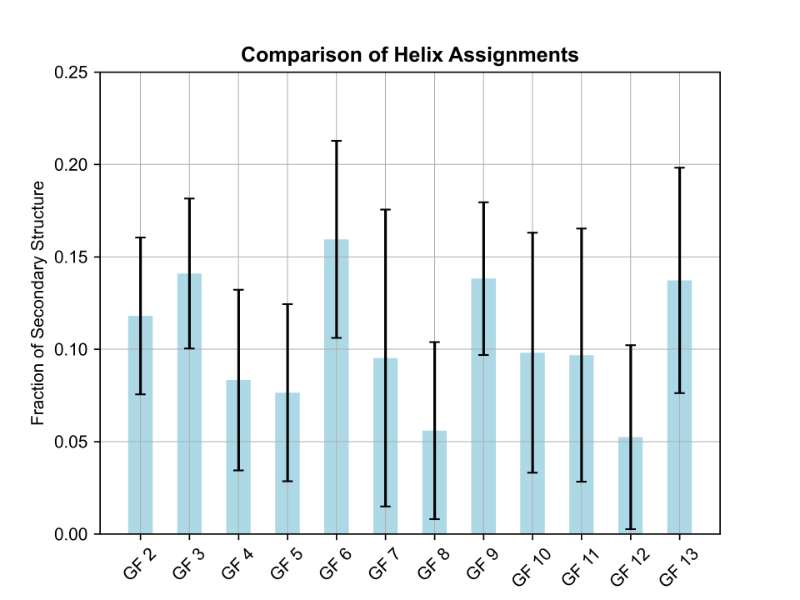 Comparison of Helix Assignments
Fraction of Secondary Structure
0.25
0.20
0.15
0.10
0.05
0.00
GF 2
GF 3
GF 4
GF 5
GF 6
GF 7
GF 8
GF 9
GF 10
GF 11
GF 12
GF 13